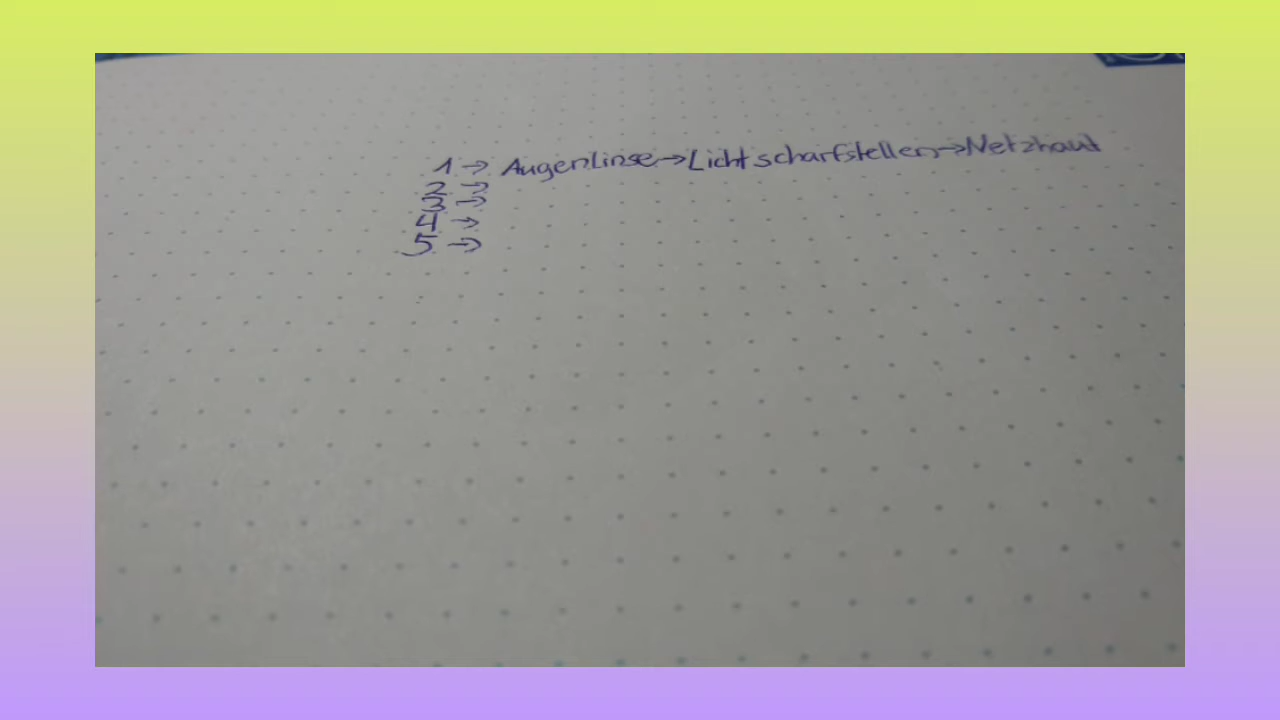 1 → Augenlinse → Licht scharfstellen → Netzhaut
2 →
3 →
4 →
5 →